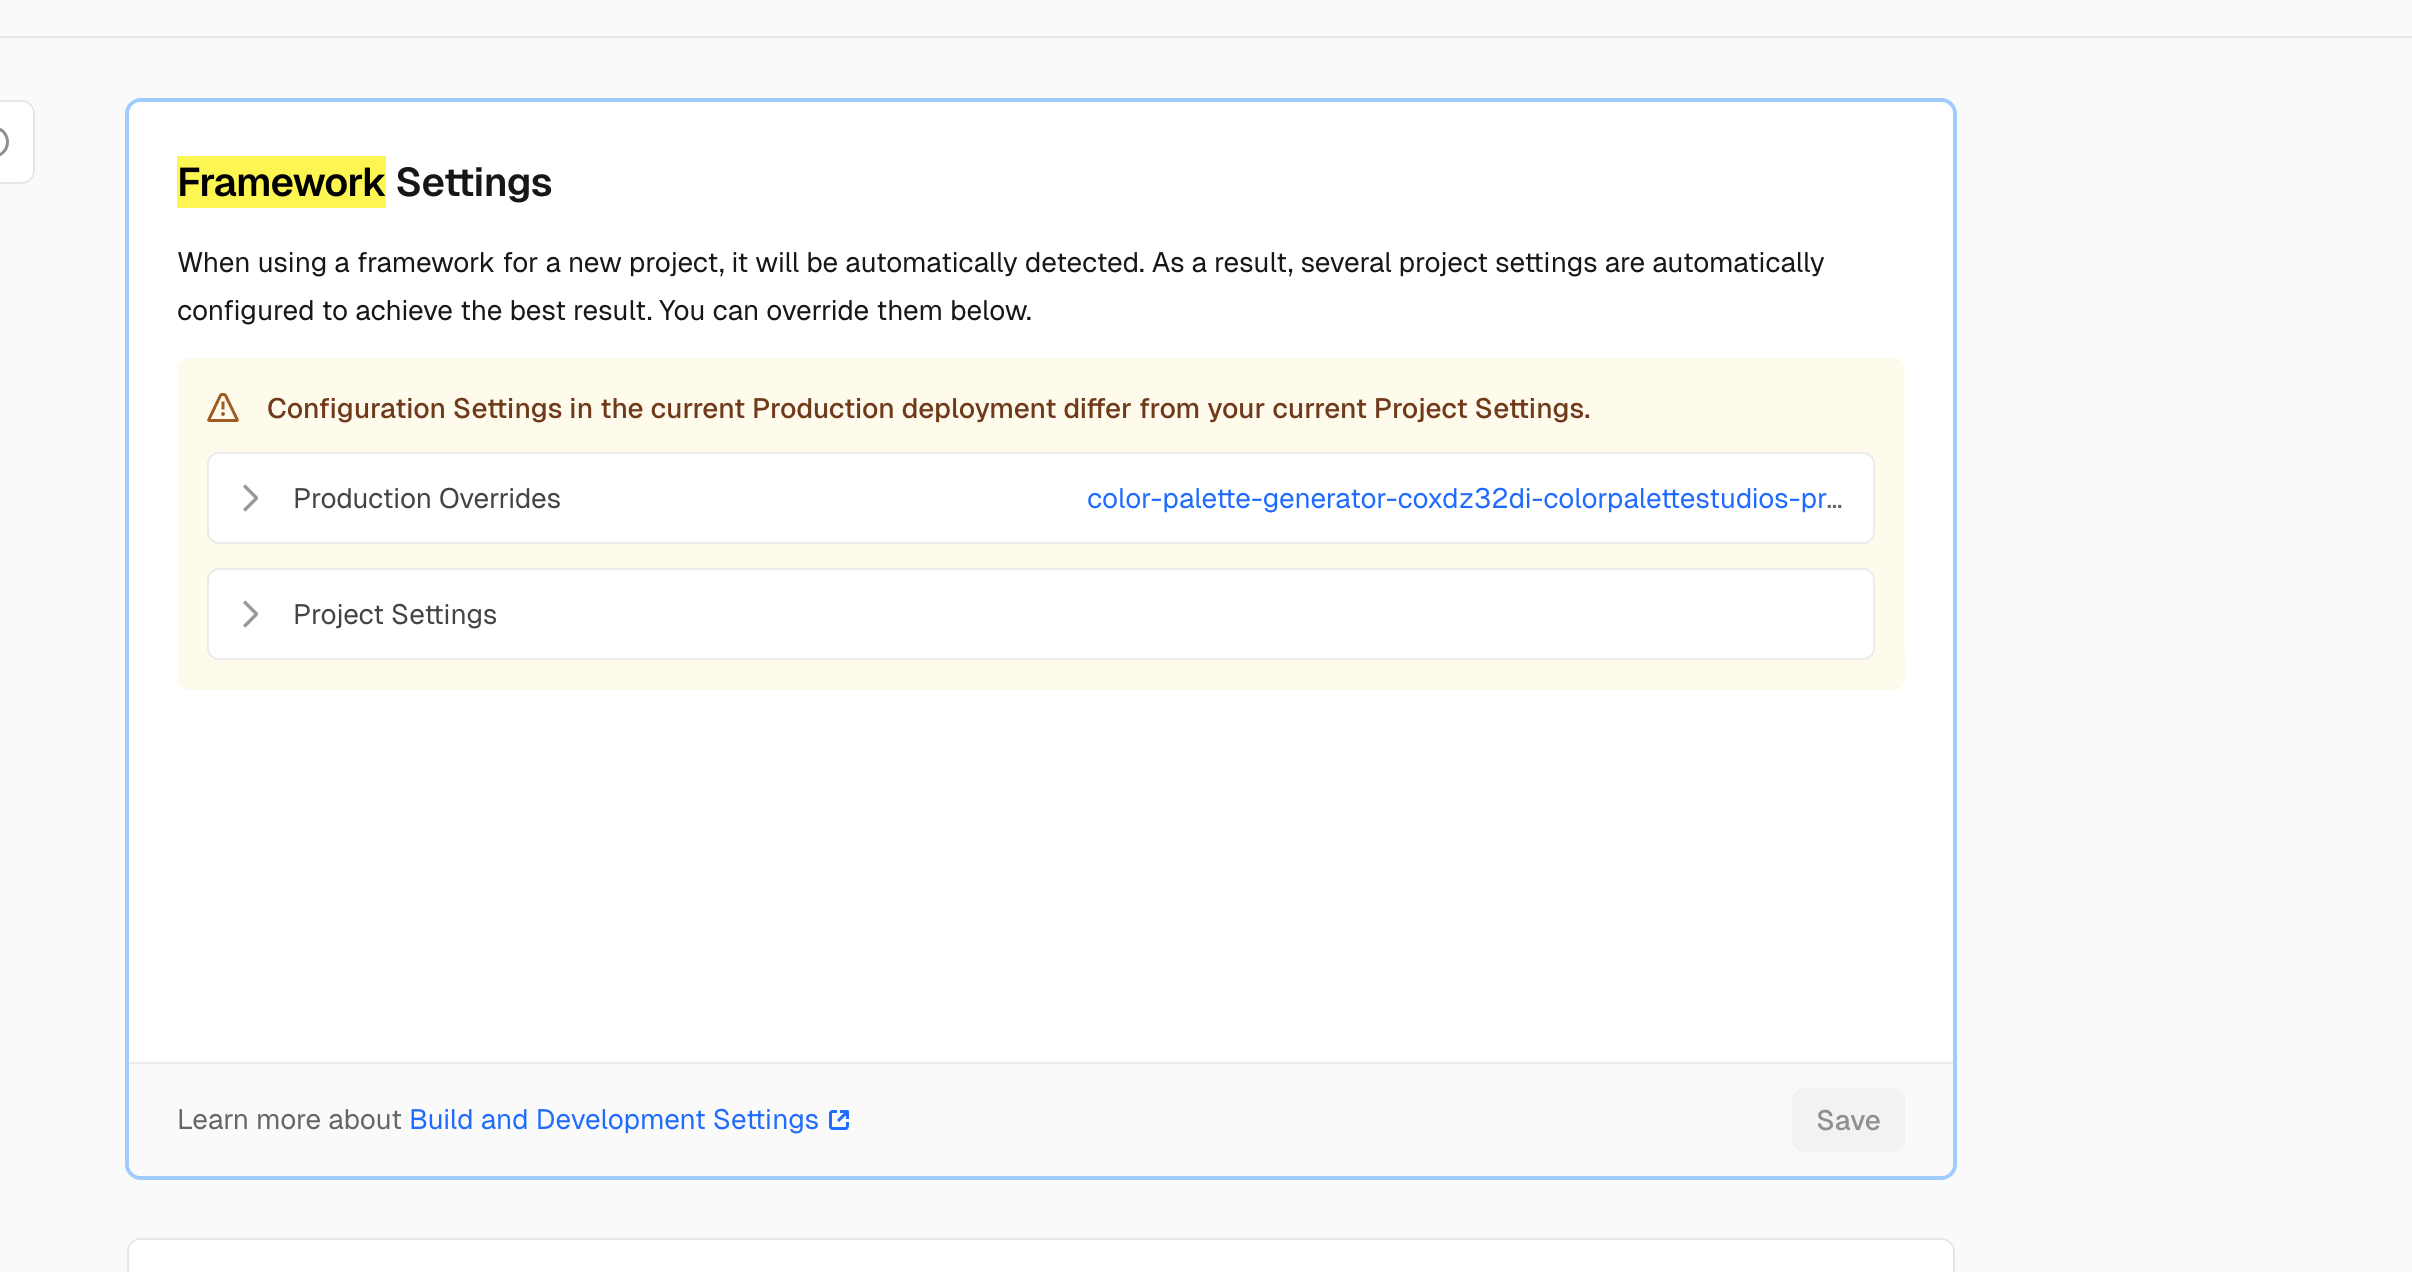 Framework Settings
When using a framework for a new project, it will be automatically detected. As a result, several project settings are automatically
configured to achieve the best result. You can override them below.
Configuration Settings in the current Production deployment differ from your current Project Settings.
Production Overrides color-palette-generator-coxdz32di-colorpalettestudios-pr...
Project Settings
Learn more about Build and Development Settings
Save